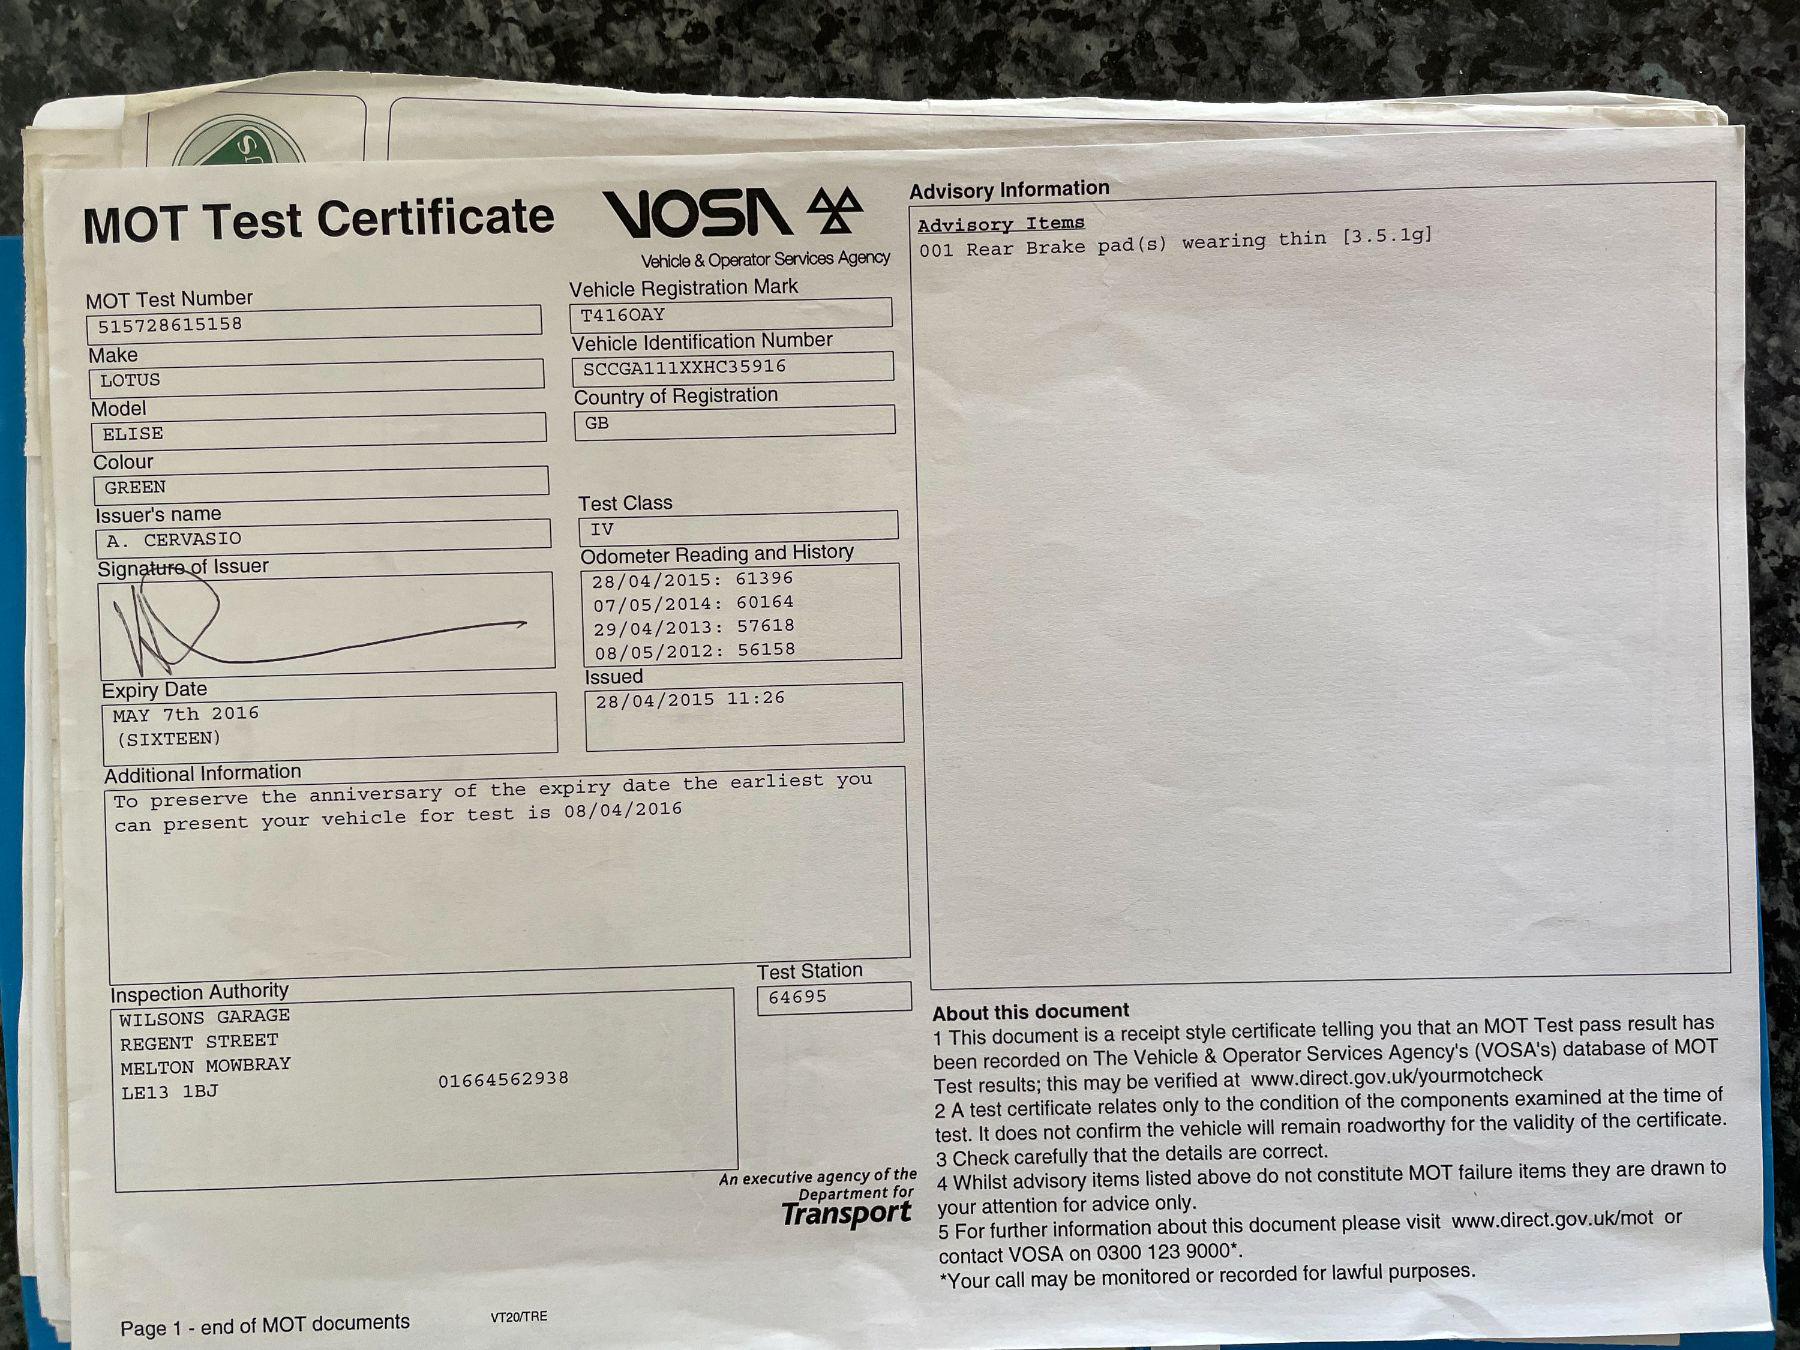 MOT Test Certificate
VOSA
Vehicle & Operator Services Agency
MOT Test Number
515728615158
Make
LOTUS
Model
ELISE
Colour
GREEN
Issuer's name
A. CERVASIO
Signature of Issuer
Expiry Date
MAY 7th 2016
(SIXTEEN)
Vehicle Registration Mark
T416OAY
Vehicle Identification Number
SCCGA111XXHC35916
Country of Registration
GB
Test Class
IV
Odometer Reading and History
28/04/2015: 61396
07/05/2014: 60164
29/04/2013: 57618
08/05/2012: 56158
Issued
28/04/2015 11:26
Additional Information
To preserve the anniversary of the expiry date the earliest you
can present your vehicle for test is 08/04/2016
Inspection Authority
WILSONS GARAGE
REGENT STREET
MELTON MOWBRAY
LE13 1BJ
01664562938
Test Station
64695
An executive agency of the
Department for
Transport
Page 1 - end of MOT documents
VT20/TRE
Advisory Information
Advisory Items
001 Rear Brake pad(s) wearing thin [3.5.1g]
About this document
1 This document is a receipt style certificate telling you that an MOT Test pass result has
been recorded on The Vehicle & Operator Services Agency's (VOSA's) database of MOT
Test results; this may be verified at www.direct.gov.uk/yourmotcheck
2 A test certificate relates only to the condition of the components examined at the time of
test. It does not confirm the vehicle will remain roadworthy for the validity of the certificate.
3 Check carefully that the details are correct.
4 Whilst advisory items listed above do not constitute MOT failure items they are drawn to
your attention for advice only.
5 For further information about this document please visit www.direct.gov.uk/mot or
contact VOSA on 0300 123 9000*.
*Your call may be monitored or recorded for lawful purposes.